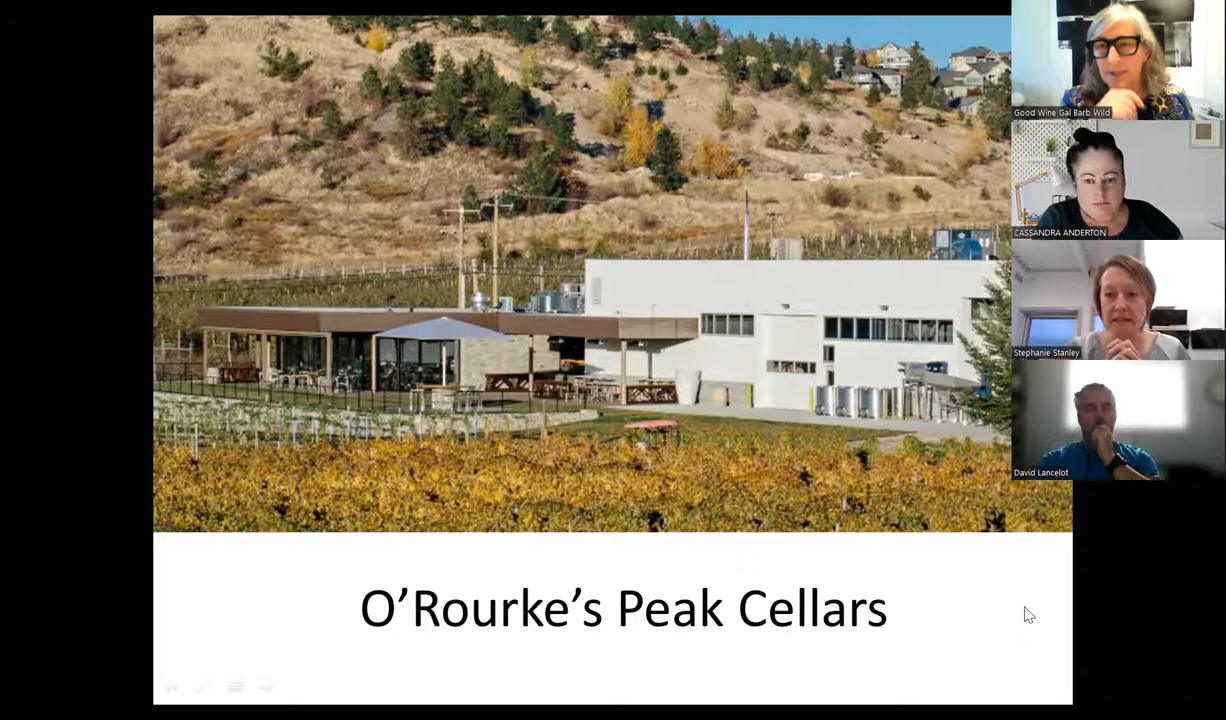 Good Wine Gal Barb Wild
CASSANDRA ANDERTON
Stephanie Stanley
David Lancelot
O’Rourke’s Peak Cellars